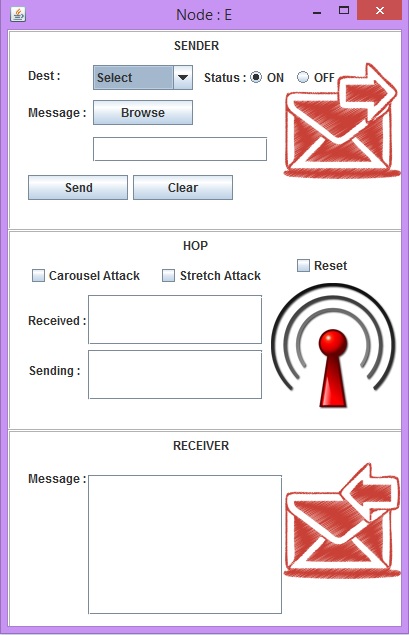 Node : E
SENDER
Dest :
Select
Status :
ON
OFF
Message :
Browse
Send
Clear
HOP
Reset
Carousel Attack
Stretch Attack
Received :
Sending :
RECEIVER
Message :